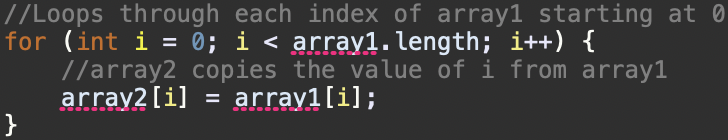 //Loops through each index of array1 starting at 0
for (int i = 0; i < array1.length; i++) {
//array2 copies the value of i from array1
array2[i] = array1[i];
}